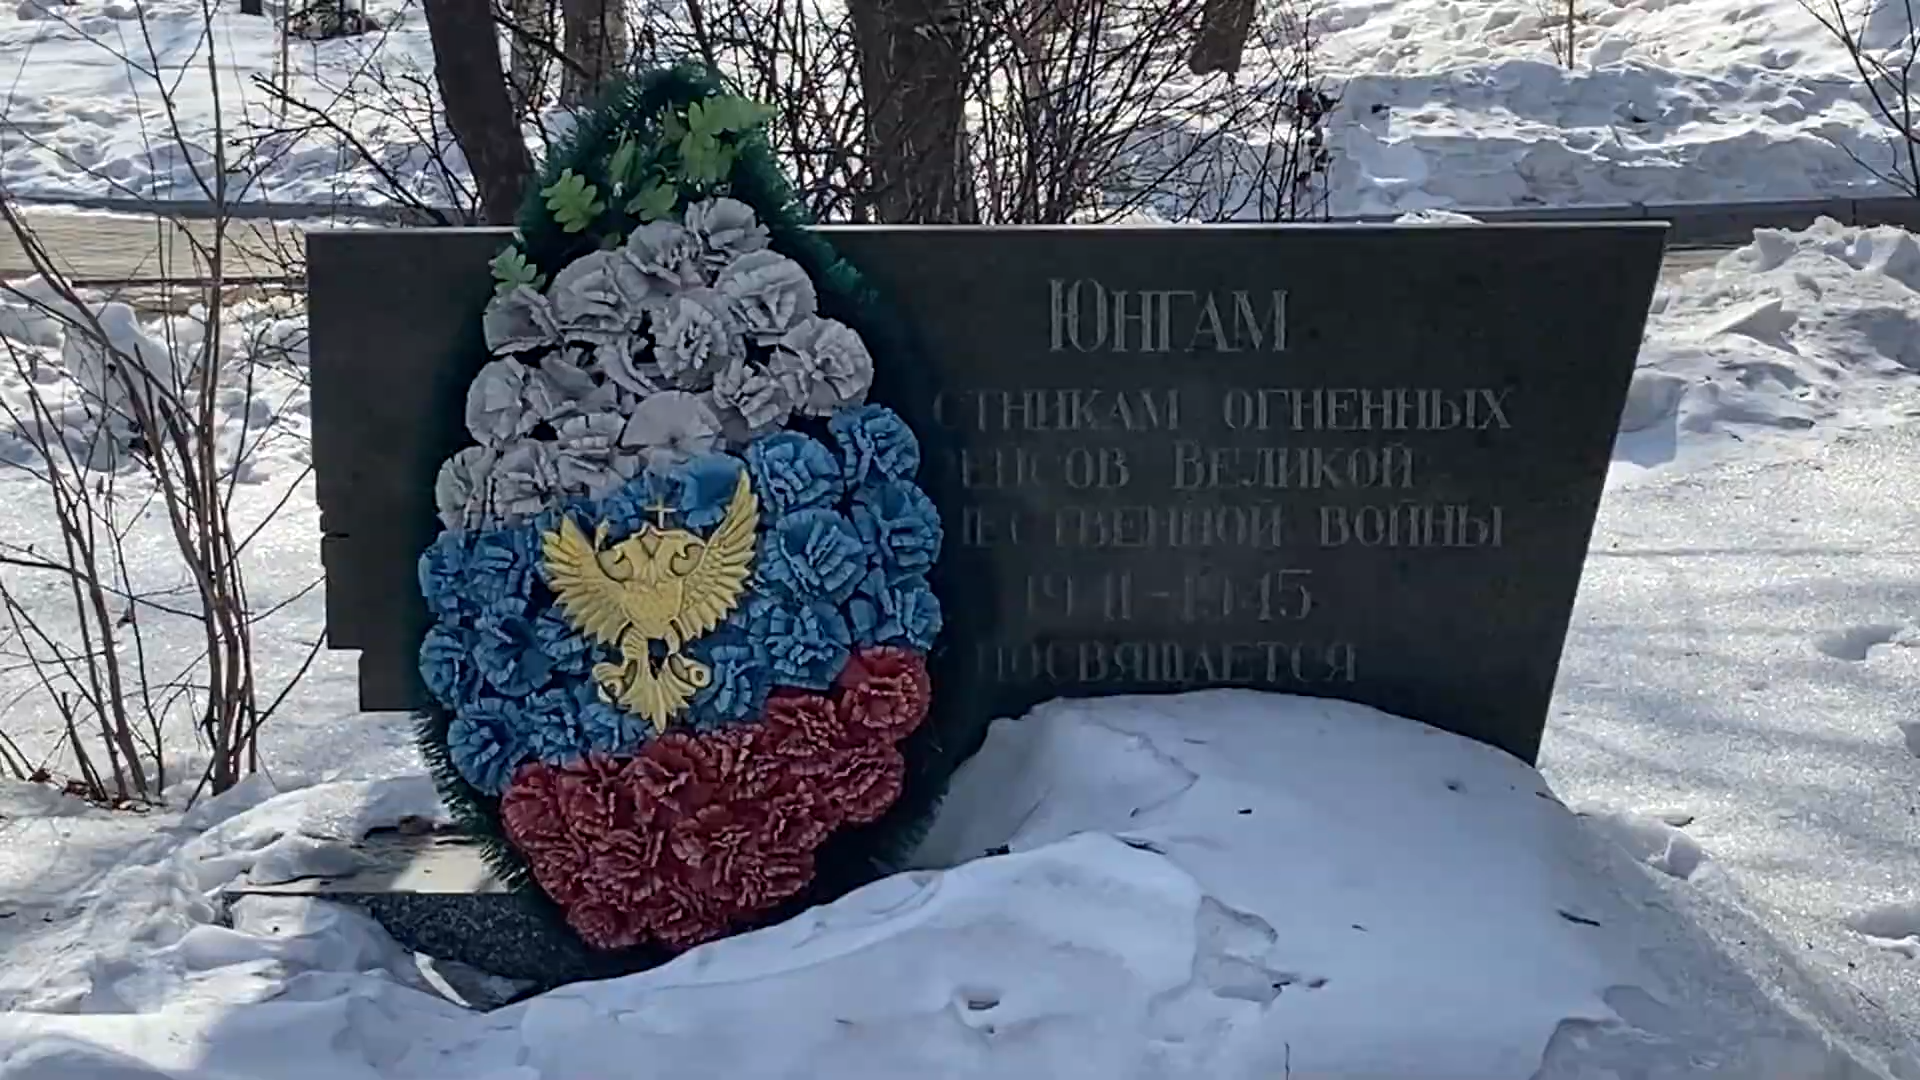 ЮНГАМ
СТНИКАМ ОГНЕННЫХ
ЕЙСОВ ВЕЛИКОЙ
ЕСТВЕННОЙ ВОЙНЫ
1941-1945
ПОСВЯЩАЕТСЯ